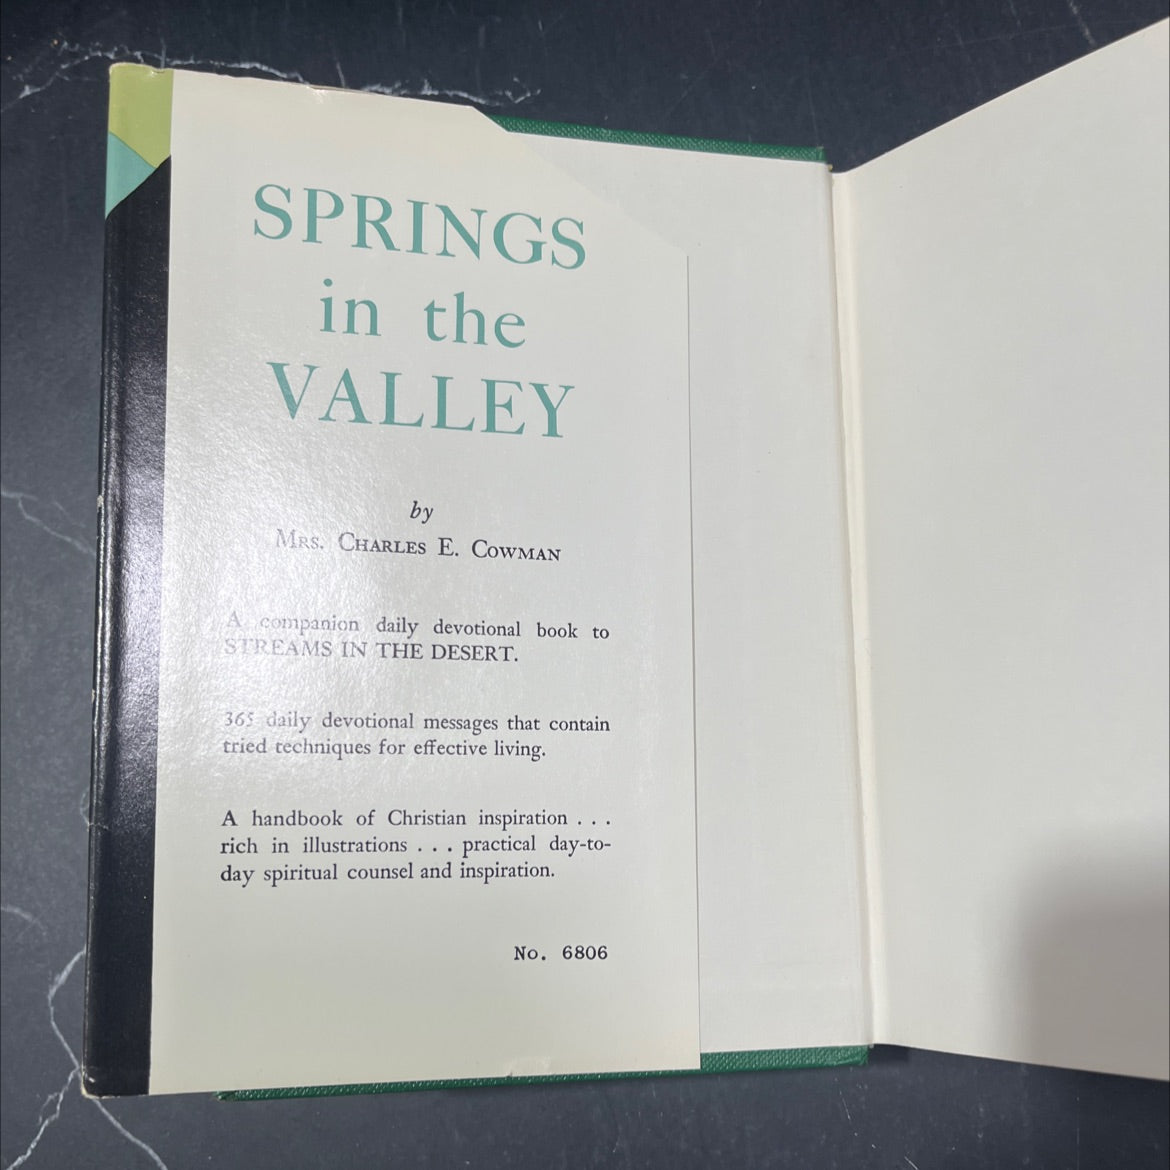 SPRINGS
in the
VALLEY
by
MRS. CHARLES E. COWMAN
A companion daily devotional book to
STREAMS IN THE DESERT.
365 daily devotional messages that contain
tried techniques for effective living.
A handbook of Christian inspiration . . .
rich in illustrations . . . practical day-to-
day spiritual counsel and inspiration.
No. 6806